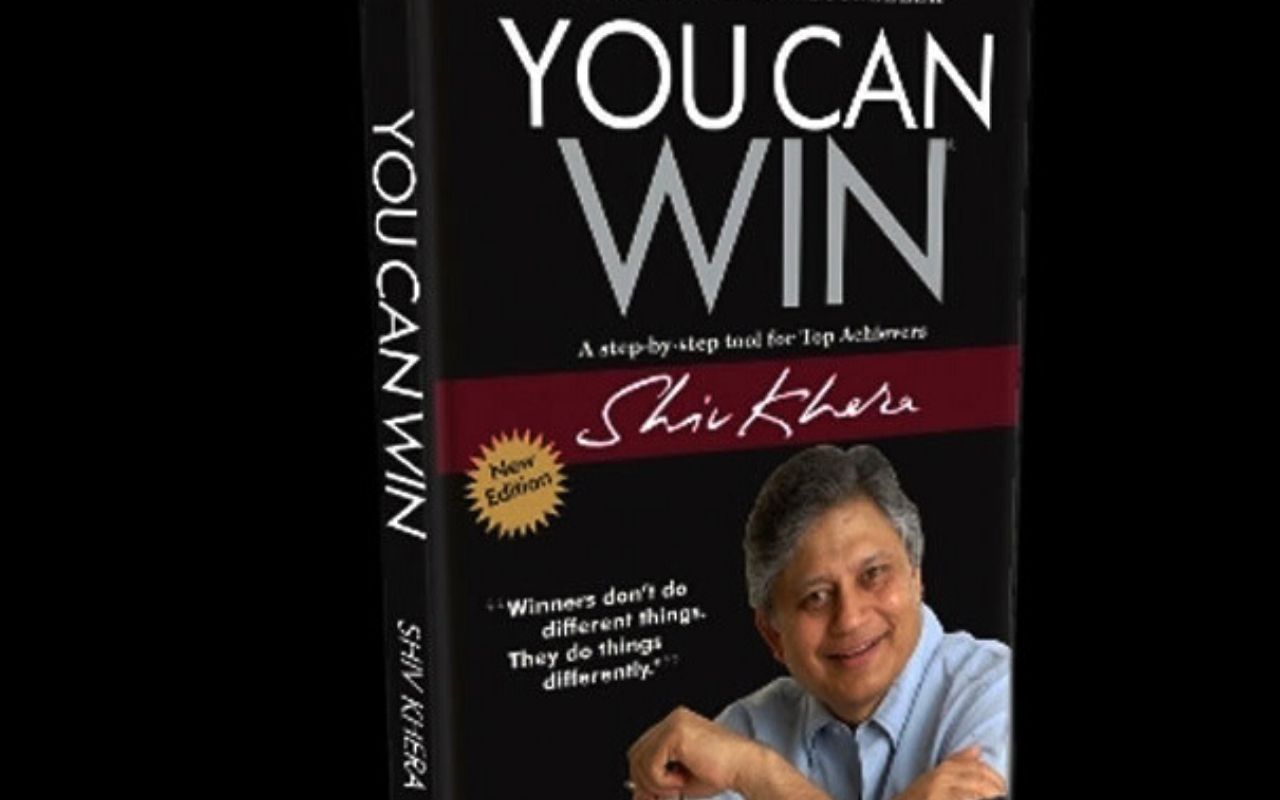 YOU CAN
WIN
A step-by-step tool for Top Achievers
Shiv Khera
New
Edition
"Winners don't do
different things.
They do things
differently."
YOU CAN WIN
SHIV KHERA